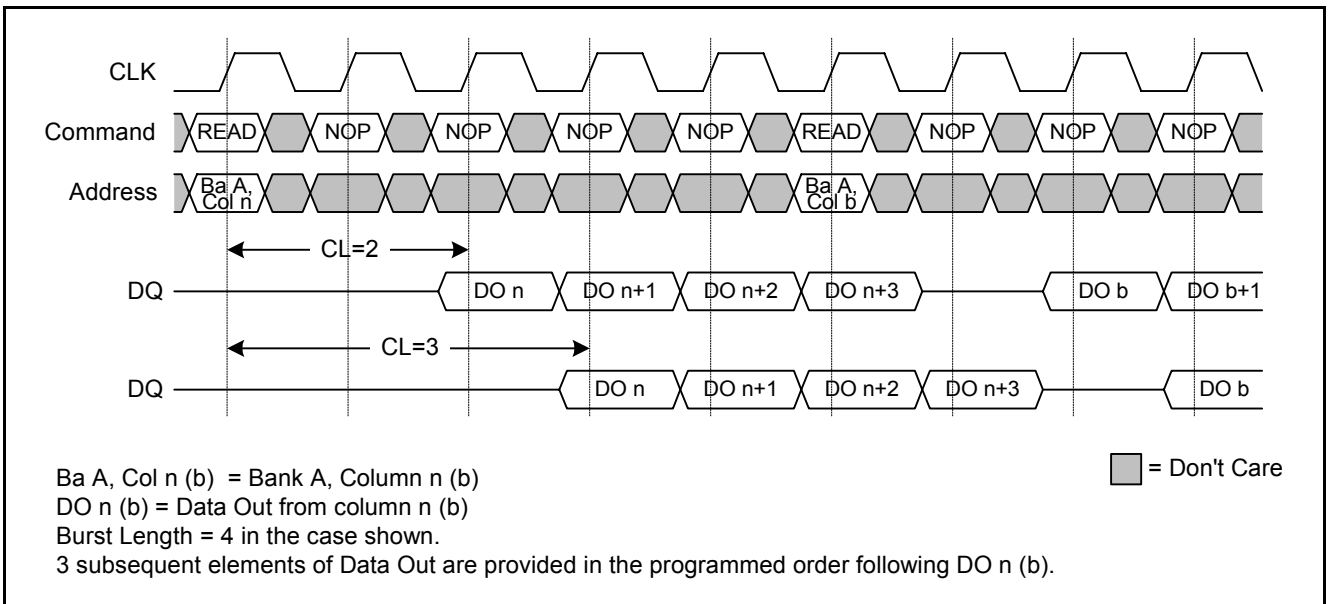 CLK
Command READ NOP NOP NOP NOP READ NOP NOP NOP
Address Ba A, Col n Ba A, Col b
CL=2
DQ DO n DO n+1 DO n+2 DO n+3 DO b DO b+1
CL=3
DQ DO n DO n+1 DO n+2 DO n+3 DO b
Ba A, Col n (b) = Bank A, Column n (b)
= Don't Care
DO n (b) = Data Out from column n (b)
Burst Length = 4 in the case shown.
3 subsequent elements of Data Out are provided in the programmed order following DO n (b).